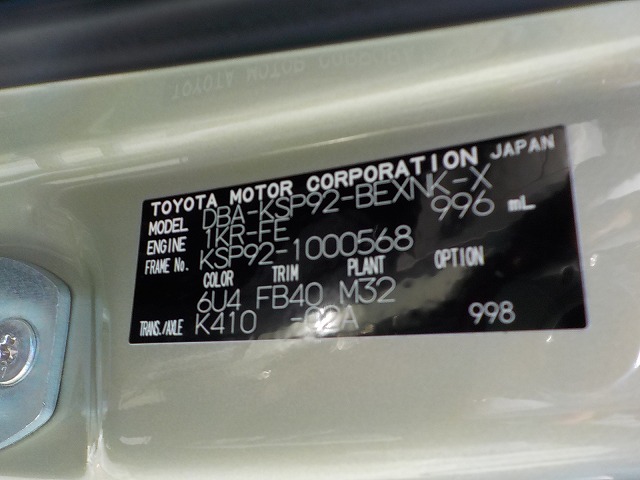 TOYOTA MOTOR CORPORATION JAPAN
MODEL DBA-KSP92-BEXNK-X
ENGINE 1KR-FE 996 mL
FRAME No. KSP92-1000568
COLOR TRIM PLANT OPTION
6U4 FB40 M32
TRANS./AXLE K410 -02A 998